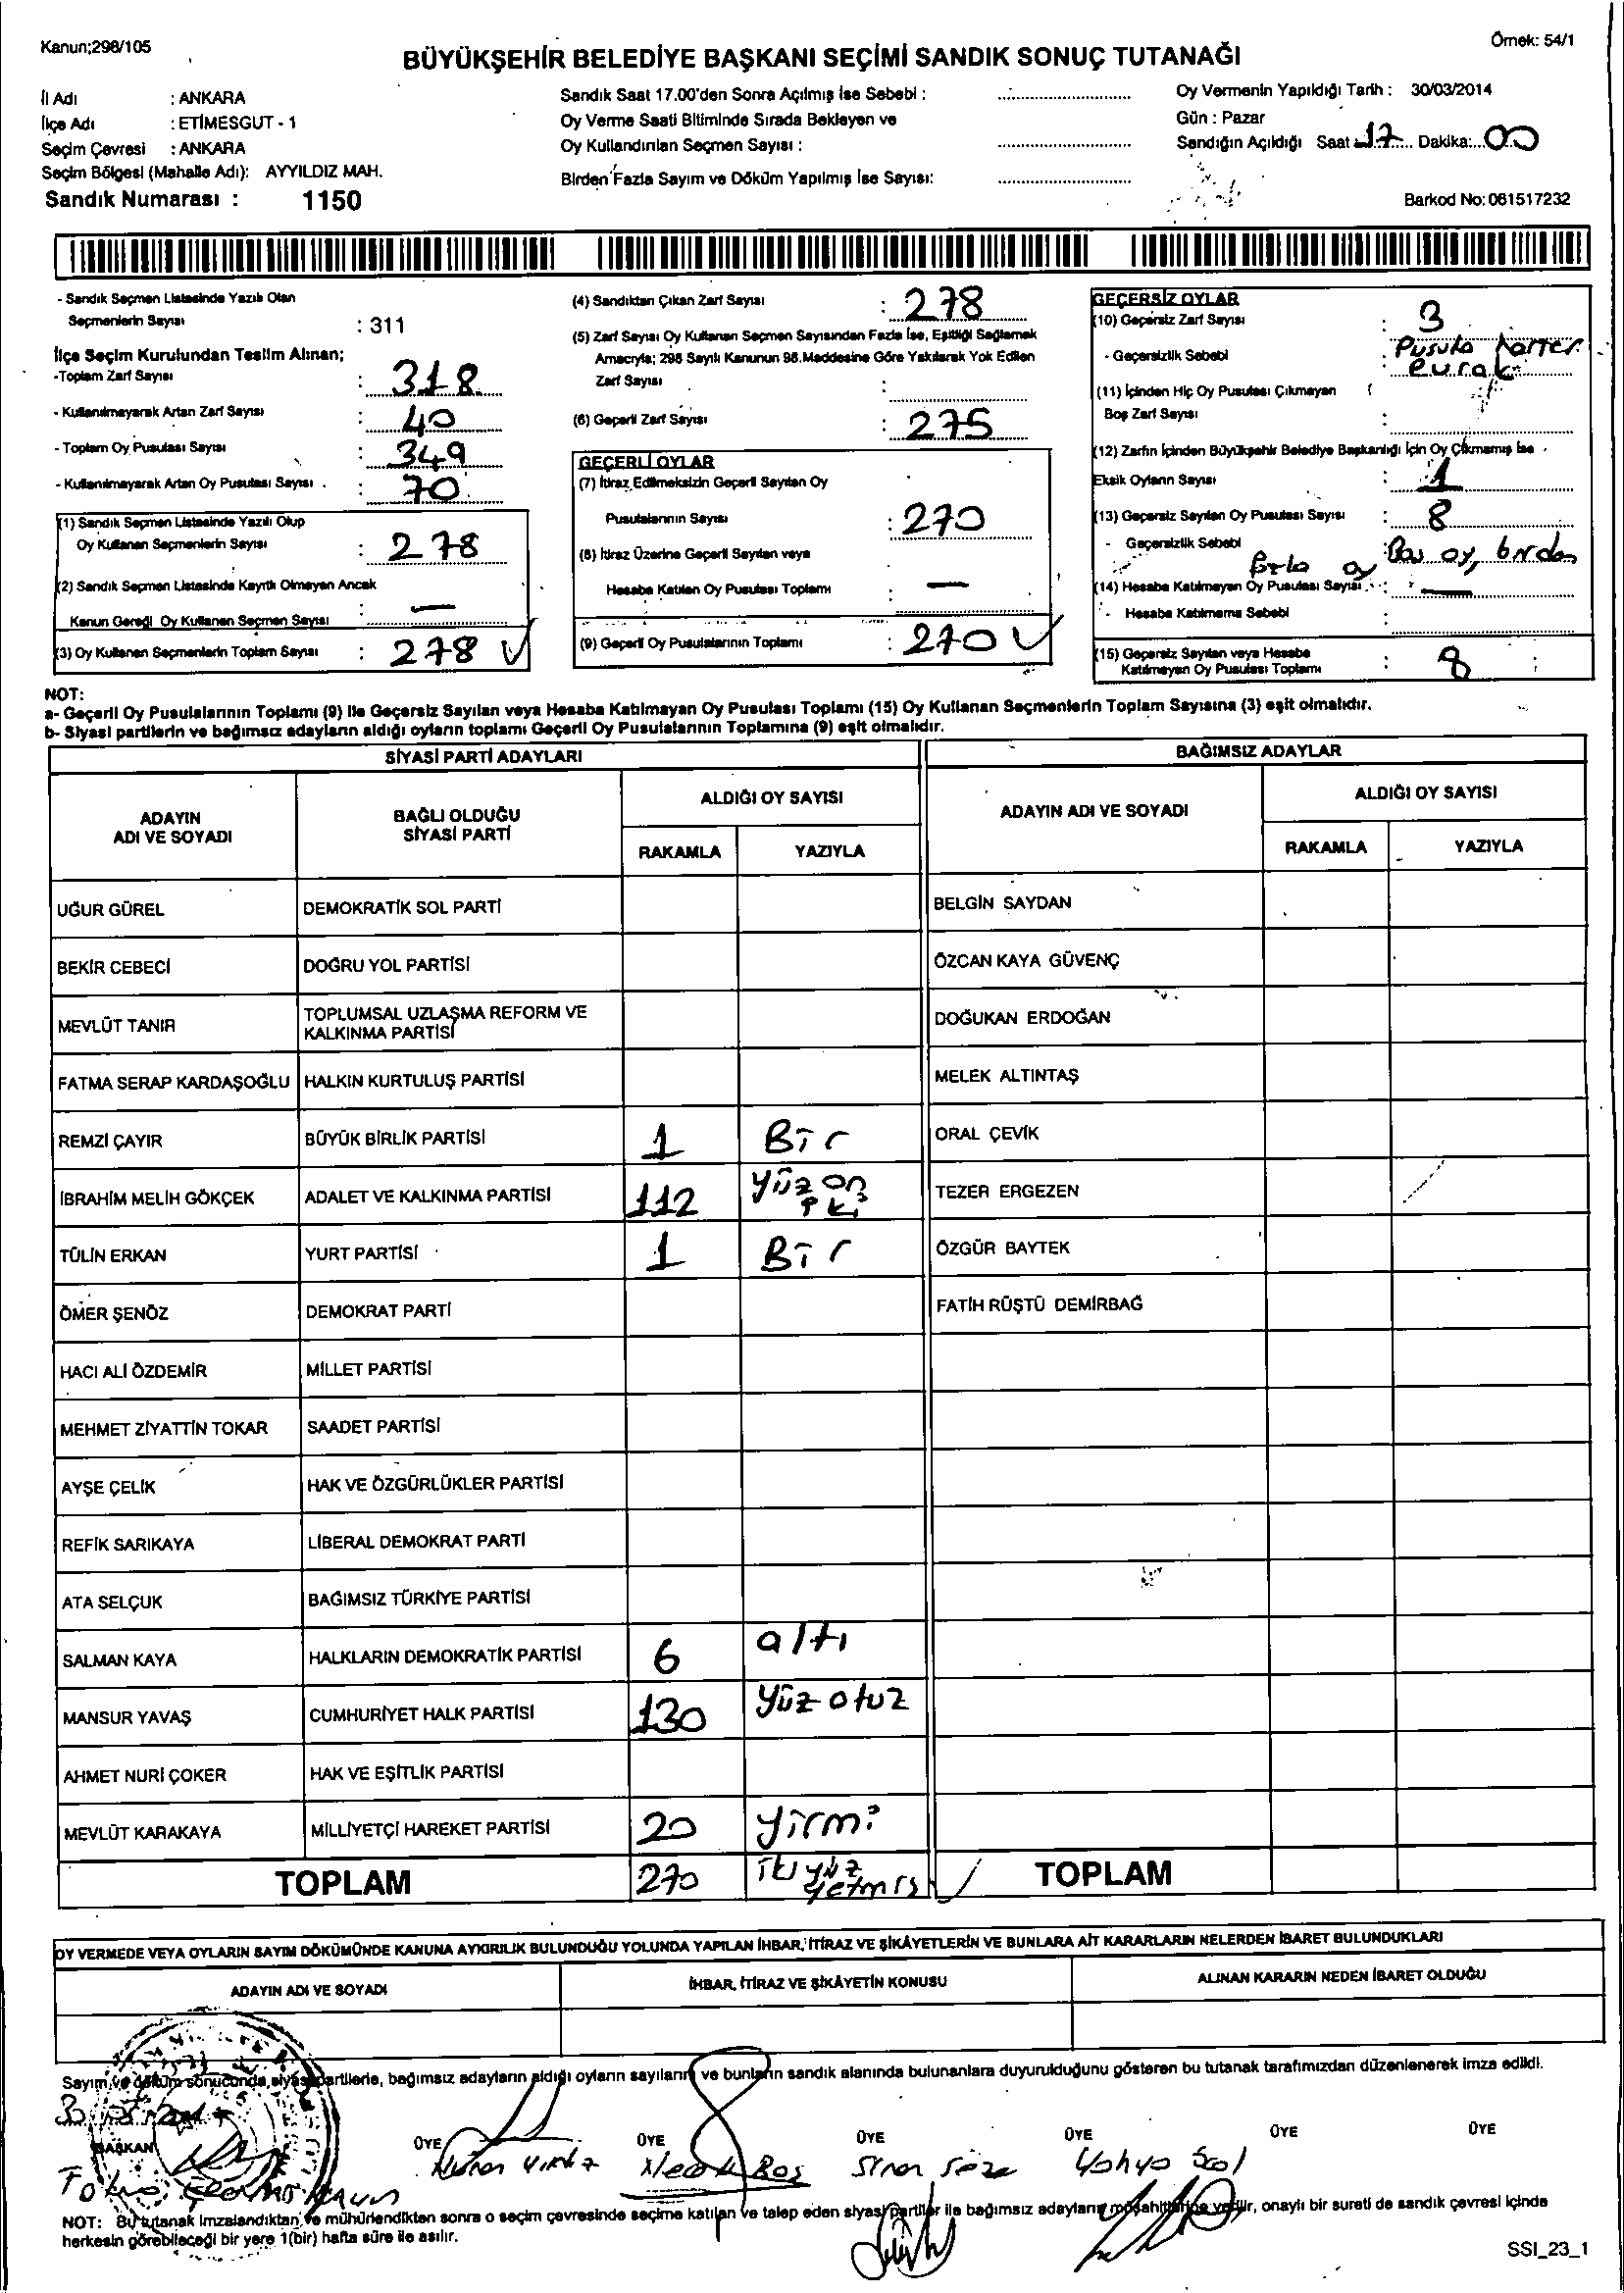 Kanun;298/105
Örnek: 54/1
BÜYÜKŞEHİR BELEDİYE BAŞKANI SEÇİMİ SANDIK SONUÇ TUTANAĞI
İl Adı : ANKARA
İlçe Adı : ETİMESGUT - 1
Seçim Çevresi : ANKARA
Seçim Bölgesi (Mahalle Adı): AYYILDIZ MAH.
Sandık Numarası : 1150
Sandık Saat 17.00'den Sonra Açılmış İse Sebebi :
Oy Verme Saati Bitiminde Sırada Bekleyen ve
Oy Kullandırılan Seçmen Sayısı :
Birden Fazla Sayım ve Döküm Yapılmış İse Sayısı:
Oy Vermenin Yapıldığı Tarih : 30/03/2014
Gün : Pazar
Sandığın Açıldığı Saat : 17 Dakika: 00
Barkod No: 061517232
- Sandık Seçmen Listesinde Yazılı Olan
Seçmenlerin Sayısı : 311
İlçe Seçim Kurulundan Teslim Alınan;
-Toplam Zarf Sayısı : 318
- Kullanılmayarak Artan Zarf Sayısı : 40
- Toplam Oy Pusulası Sayısı : 349
- Kullanılmayarak Artan Oy Pusulası Sayısı : 70
(1) Sandık Seçmen Listesinde Yazılı Olup
Oy Kullanan Seçmenlerin Sayısı : 278
(2) Sandık Seçmen Listesinde Kayıtlı Olmayan Ancak
Kanun Gereği Oy Kullanan Seçmen Sayısı : —
(3) Oy Kullanan Seçmenlerin Toplam Sayısı : 278
(4) Sandıktan Çıkan Zarf Sayısı : 278
(5) Zarf Sayısı Oy Kullanan Seçmen Sayısından Fazla İse, Eşitliği Sağlamak
Amacıyla; 298 Sayılı Kanunun 98.Maddesine Göre Yakılarak Yok Edilen
Zarf Sayısı :
(6) Geçerli Zarf Sayısı : 275
GEÇERLİ OYLAR
(7) İtiraz Edilmeksizin Geçerli Sayılan Oy
Pusulalarının Sayısı : 270
(8) İtiraz Üzerine Geçerli Sayılan veya
Hesaba Katılan Oy Pusulası Toplamı : —
(9) Geçerli Oy Pusulalarının Toplamı : 270
GEÇERSİZ OYLAR
(10) Geçersiz Zarf Sayısı : 3
- Geçersizlik Sebebi : Pusula harici
evrak
(11) İçinden Hiç Oy Pusulası Çıkmayan
Boş Zarf Sayısı :
(12) Zarfın İçinden Büyükşehir Belediye Başkanlığı İçin Oy Çıkmamış İse
Eksik Oyların Sayısı : 1
(13) Geçersiz Sayılan Oy Pusulası Sayısı : 8
- Geçersizlik Sebebi : Boş oy, birden
fazla oy
(14) Hesaba Katılmayan Oy Pusulası Sayısı : —
- Hesaba Katılmama Sebebi :
(15) Geçersiz Sayılan veya Hesaba
Katılmayan Oy Pusulası Toplamı : 8
NOT:
a- Geçerli Oy Pusulalarının Toplamı (9) ile Geçersiz Sayılan veya Hesaba Katılmayan Oy Pusulası Toplamı (15) Oy Kullanan Seçmenlerin Toplam Sayısına (3) eşit olmalıdır.
b- Siyasi partilerin ve bağımsız adayların aldığı oyların toplamı Geçerli Oy Pusulalarının Toplamına (9) eşit olmalıdır.
SİYASİ PARTİ ADAYLARI
BAĞIMSIZ ADAYLAR
ADAYIN ADI VE SOYADI
BAĞLI OLDUĞU SİYASİ PARTİ
ALDIĞI OY SAYISI
RAKAMLA YAZIYLA
ADAYIN ADI VE SOYADI
ALDIĞI OY SAYISI
RAKAMLA YAZIYLA
UĞUR GÜREL DEMOKRATİK SOL PARTİ BELGİN SAYDAN
BEKİR CEBECİ DOĞRU YOL PARTİSİ ÖZCAN KAYA GÜVENÇ
MEVLÜT TANIR TOPLUMSAL UZLAŞMA REFORM VE KALKINMA PARTİSİ DOĞUKAN ERDOĞAN
FATMA SERAP KARDAŞOĞLU HALKIN KURTULUŞ PARTİSİ MELEK ALTINTAŞ
REMZİ ÇAYIR BÜYÜK BİRLİK PARTİSİ 1 Bir ORAL ÇEVİK
İBRAHİM MELİH GÖKÇEK ADALET VE KALKINMA PARTİSİ 112 Yüz on iki TEZER ERGEZEN
TÜLİN ERKAN YURT PARTİSİ 1 Bir ÖZGÜR BAYTEK
ÖMER ŞENÖZ DEMOKRAT PARTİ FATİH RÜŞTÜ DEMİRBAĞ
HACI ALİ ÖZDEMİR MİLLET PARTİSİ
MEHMET ZİYATTİN TOKAR SAADET PARTİSİ
AYŞE ÇELİK HAK VE ÖZGÜRLÜKLER PARTİSİ
REFİK SARIKAYA LİBERAL DEMOKRAT PARTİ
ATA SELÇUK BAĞIMSIZ TÜRKİYE PARTİSİ
SALMAN KAYA HALKLARIN DEMOKRATİK PARTİSİ 6 altı
MANSUR YAVAŞ CUMHURİYET HALK PARTİSİ 130 Yüz otuz
AHMET NURİ ÇOKER HAK VE EŞİTLİK PARTİSİ
MEVLÜT KARAKAYA MİLLİYETÇİ HAREKET PARTİSİ 20 Yirmi
TOPLAM 270 iki yüz yetmiş TOPLAM
OY VERMEDE VEYA OYLARIN SAYIM DÖKÜMÜNDE KANUNA AYKIRILIK BULUNDUĞU YOLUNDA YAPILAN İHBAR, İTİRAZ VE ŞİKÂYETLERİN VE BUNLARA AİT KARARLARIN NELERDEN İBARET BULUNDUKLARI
ADAYIN ADI VE SOYADI İHBAR, İTİRAZ VE ŞİKÂYETİN KONUSU ALINAN KARARIN NEDEN İBARET OLDUĞU
Sayım ve döküm sonucunda siyasi partilerle, bağımsız adayların aldığı oyların sayılarını ve bunların sandık alanında bulunanlara duyurulduğunu gösteren bu tutanak tarafımızdan düzenlenerek imza edildi.
BAŞKAN ÜYE ÜYE ÜYE ÜYE ÜYE ÜYE
NOT: Bu tutanak imzalandıktan ve mühürlendikten sonra o seçim çevresinde seçime katılan ve talep eden siyasi partiler ile bağımsız adayların müşahitlerine verilir, onaylı bir sureti de sandık çevresi içinde
herkesin görebileceği bir yere 1(bir) hafta süre ile asılır.
SSI_23_1